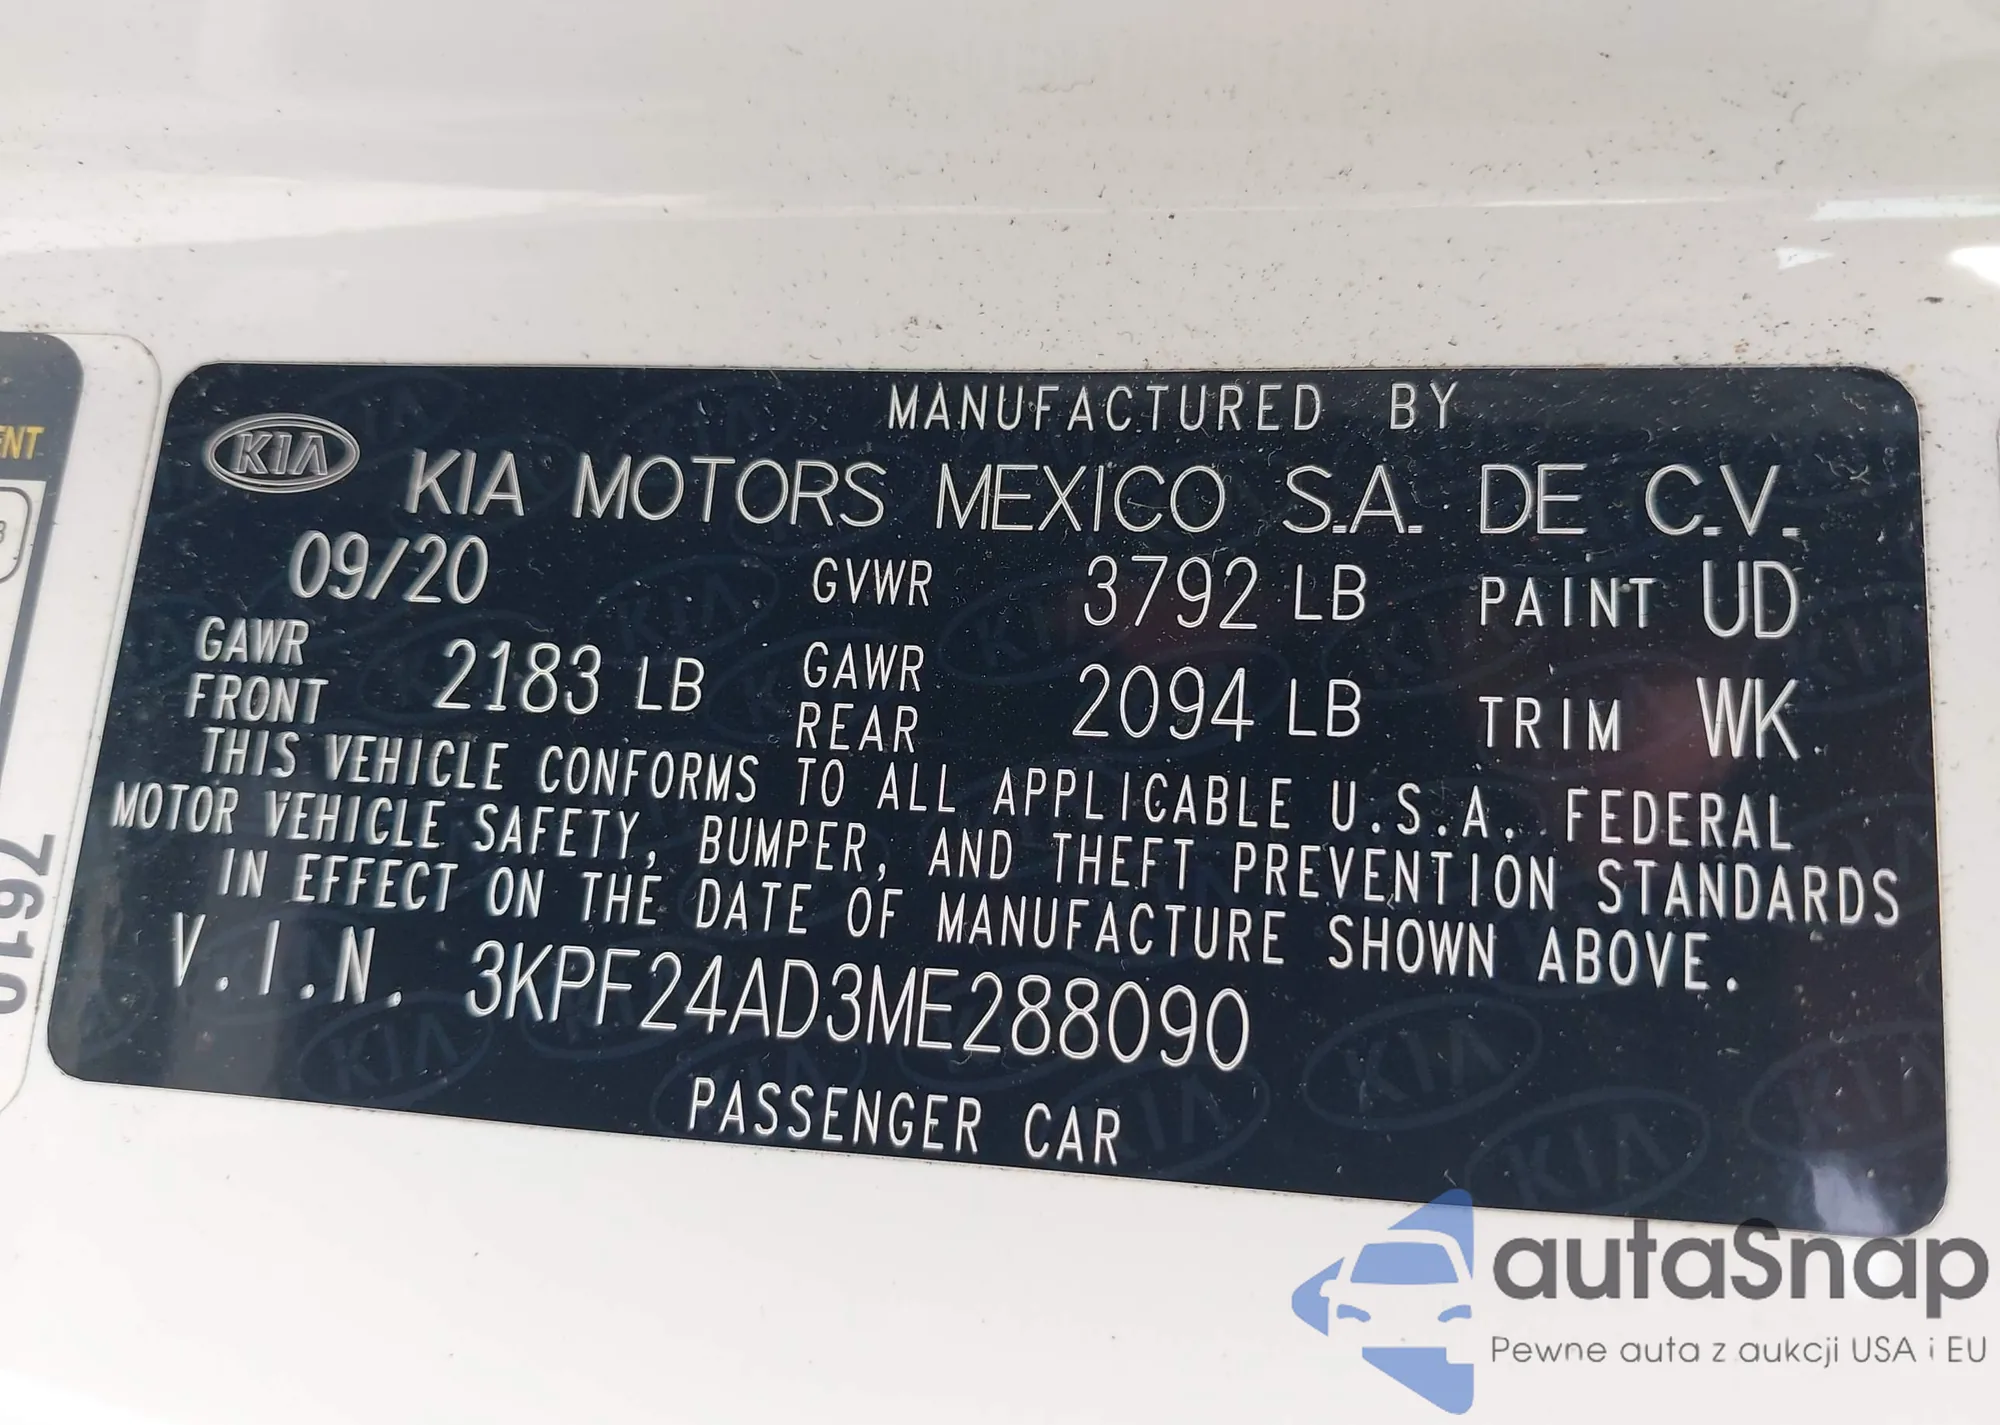 MANUFACTURED BY
KIA
KIA MOTORS MEXICO S.A. DE C.V.
09/20 GVWR 3792 LB PAINT UD
GAWR FRONT 2183 LB GAWR REAR 2094 LB TRIM WK
THIS VEHICLE CONFORMS TO ALL APPLICABLE U.S.A. FEDERAL
MOTOR VEHICLE SAFETY, BUMPER, AND THEFT PREVENTION STANDARDS
IN EFFECT ON THE DATE OF MANUFACTURE SHOWN ABOVE.
V.I.N. 3KPF24AD3ME288090
PASSENGER CAR
autaSnap
Pewne auta z aukcji USA i EU